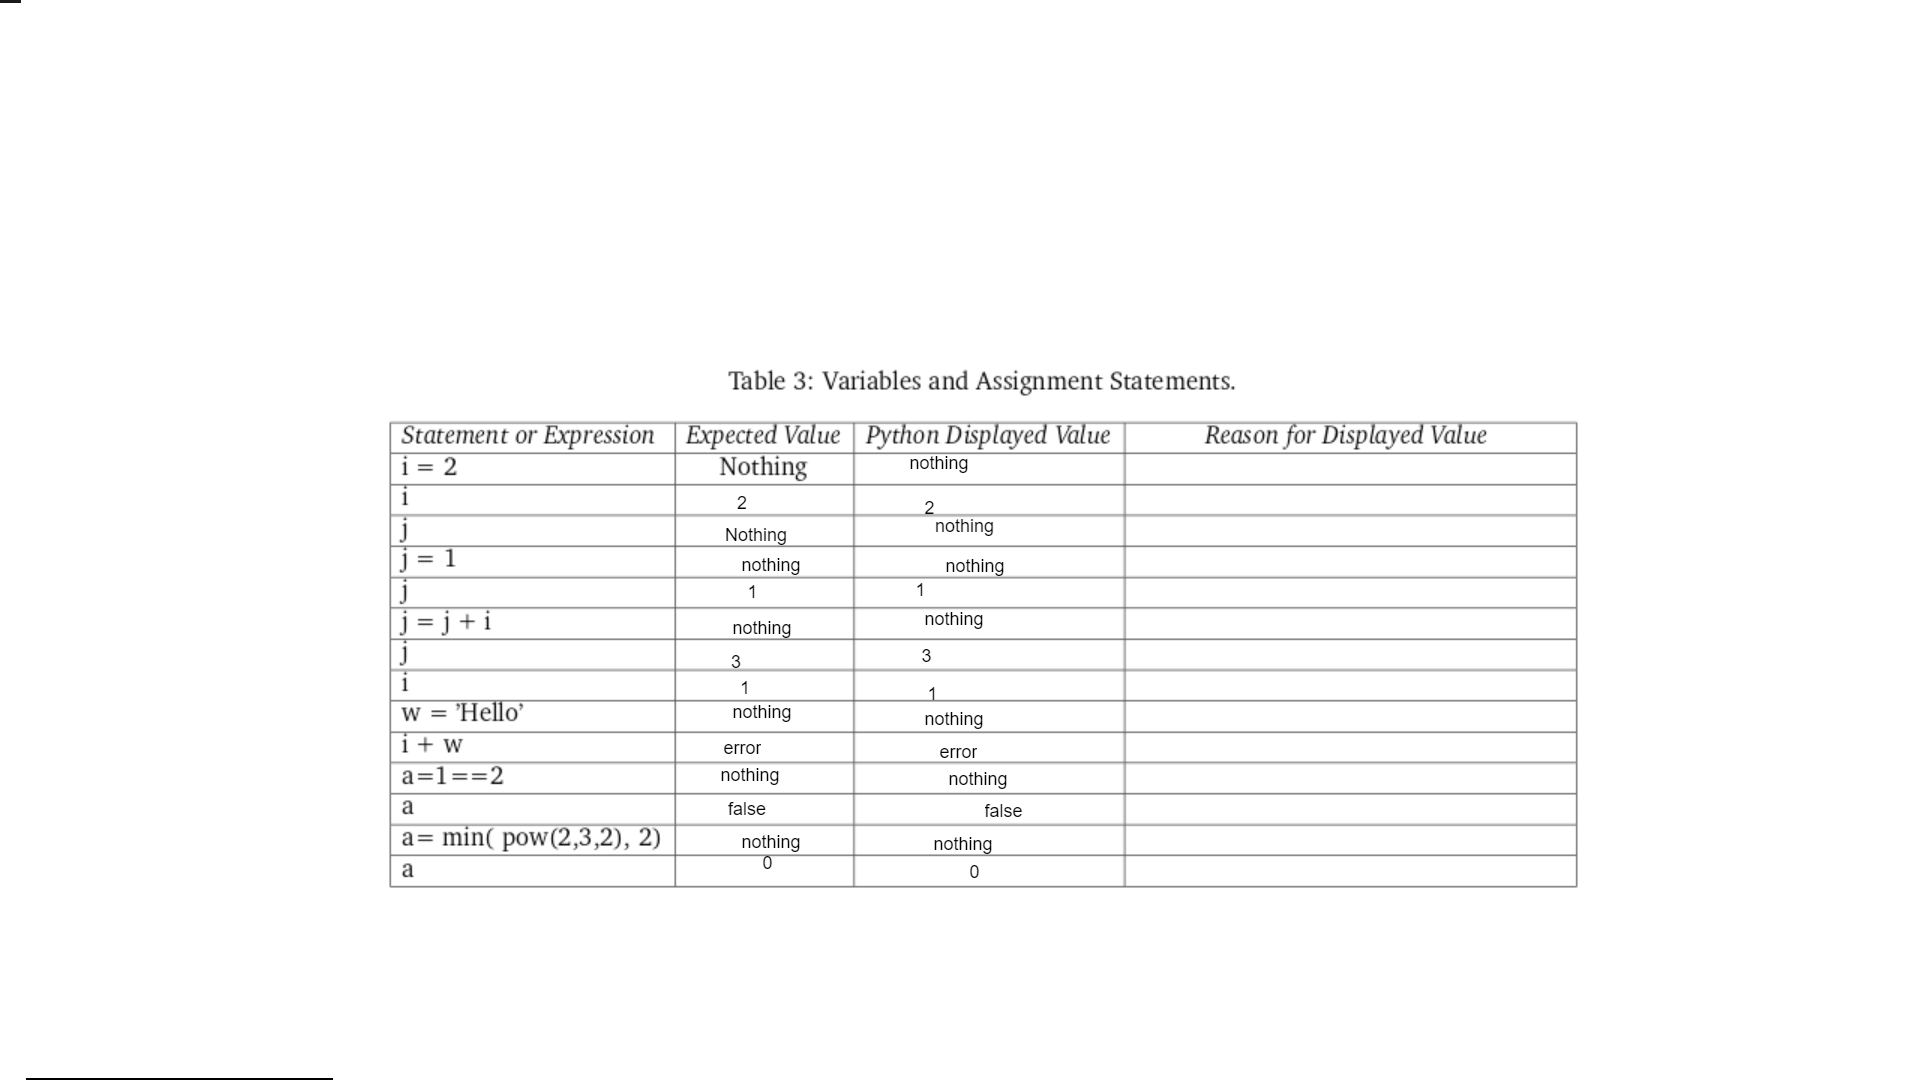 Table 3: Variables and Assignment Statements.
Statement or Expression Expected Value Python Displayed Value Reason for Displayed Value
i = 2 Nothing nothing
i 2 2
j Nothing nothing
j = 1 nothing nothing
j 1 1
j = j + i nothing nothing
j 3 3
i 1 1
w = ’Hello’ nothing nothing
i + w error error
a=1==2 nothing nothing
a false false
a= min( pow(2,3,2), 2) nothing nothing
a 0 0